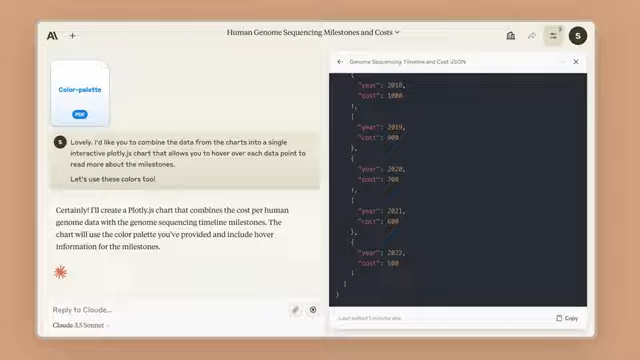 Human Genome Sequencing Milestones and Costs
S
Color-palette
PDF
S
Lovely. I'd like you to combine the data from the charts into a single
interactive plotly.js chart that allows you to hover over each data point to
read more about the milestones.
Let's use these colors too!
Certainly! I'll create a Plotly.js chart that combines the cost per human
genome data with the genome sequencing timeline milestones. The
chart will use the color palette you've provided and include hover
information for the milestones.
Reply to Claude...
Claude 3.5 Sonnet
Genome Sequencing Timeline and Cost JSON
{
"year": 2018,
"cost": 1000
},
{
"year": 2019,
"cost": 900
},
{
"year": 2020,
"cost": 700
},
{
"year": 2021,
"cost": 600
},
{
"year": 2022,
"cost": 500
}
]
}
Last edited 1 minute ago
Copy